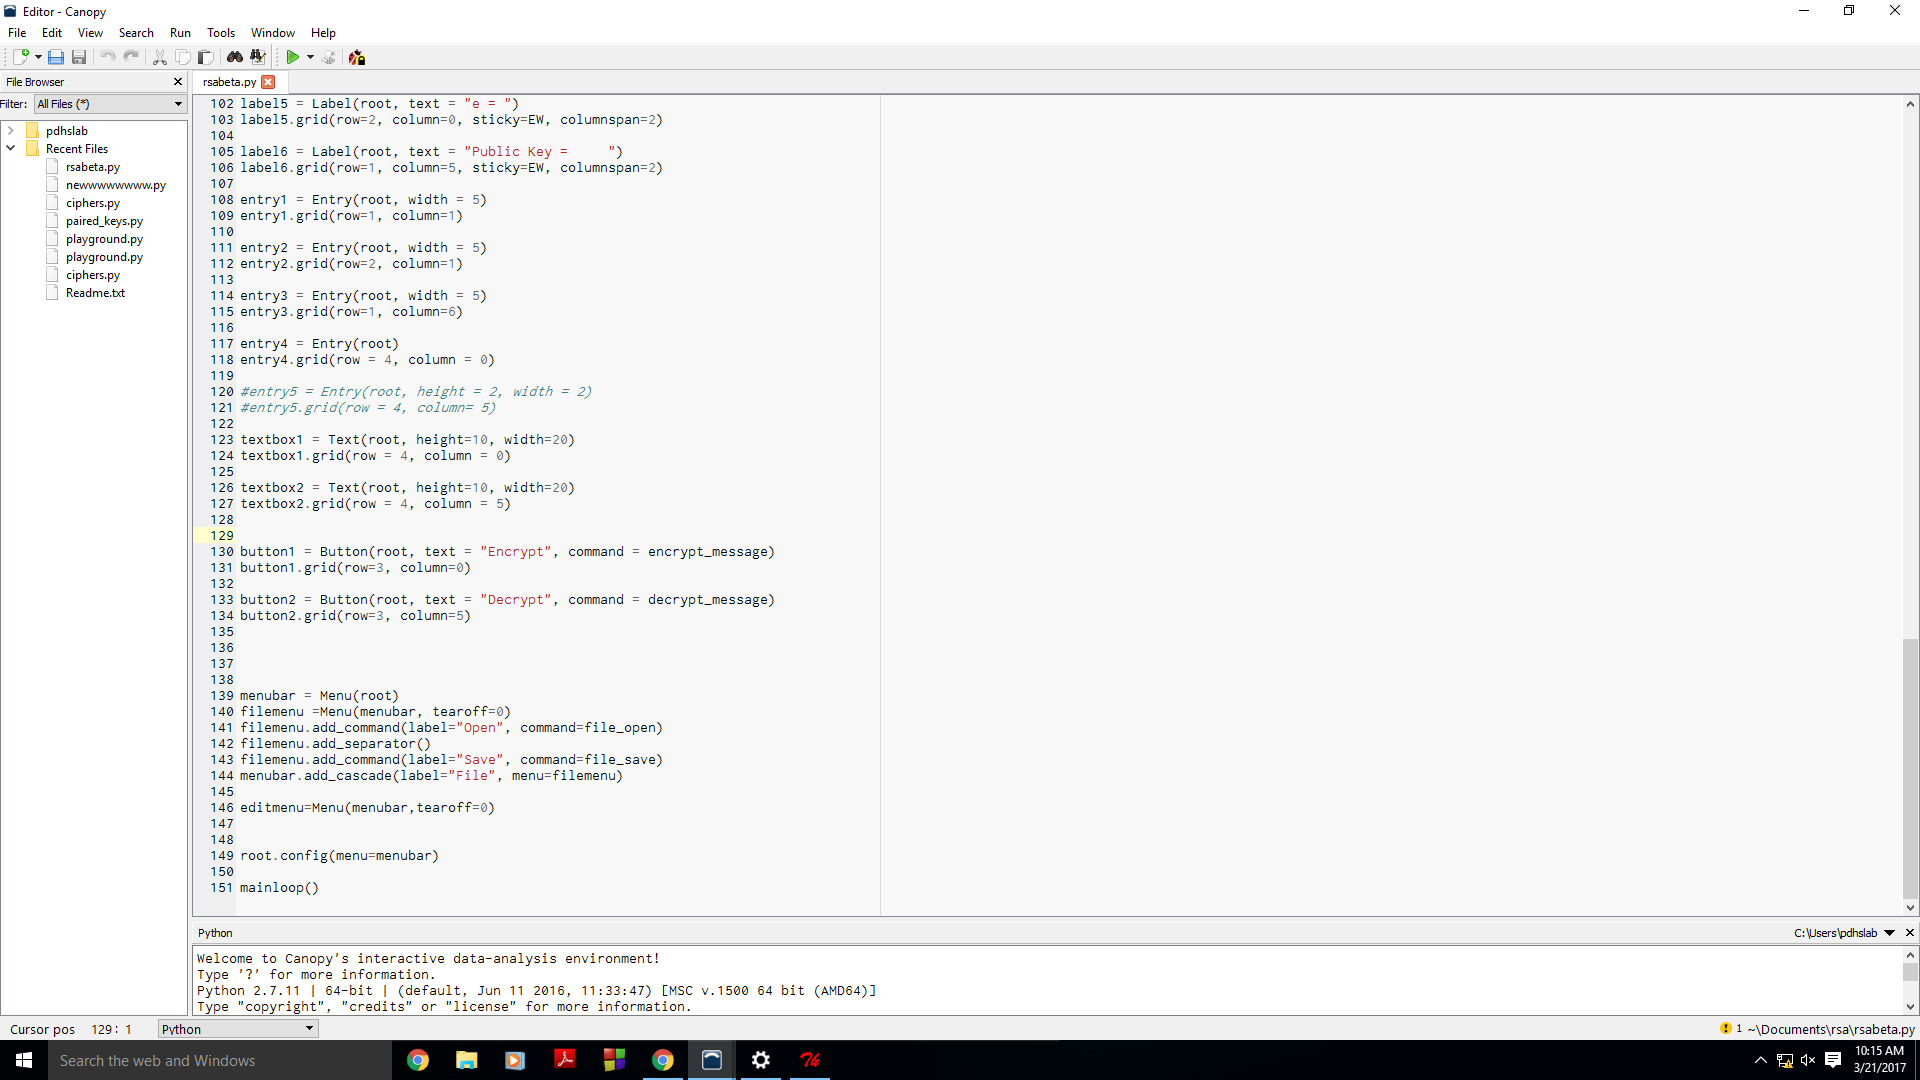 Editor - Canopy
File Edit View Search Run Tools Window Help
File Browser
rsabeta.py
Filter: All Files (*)
pdhslab
Recent Files
rsabeta.py
newwwwwwww.py
ciphers.py
paired_keys.py
playground.py
playground.py
ciphers.py
Readme.txt
102 label5 = Label(root, text = "e = ")
103 label5.grid(row=2, column=0, sticky=EW, columnspan=2)
104
105 label6 = Label(root, text = "Public Key =     ")
106 label6.grid(row=1, column=5, sticky=EW, columnspan=2)
107
108 entry1 = Entry(root, width = 5)
109 entry1.grid(row=1, column=1)
110
111 entry2 = Entry(root, width = 5)
112 entry2.grid(row=2, column=1)
113
114 entry3 = Entry(root, width = 5)
115 entry3.grid(row=1, column=6)
116
117 entry4 = Entry(root)
118 entry4.grid(row = 4, column = 0)
119
120 #entry5 = Entry(root, height = 2, width = 2)
121 #entry5.grid(row = 4, column= 5)
122
123 textbox1 = Text(root, height=10, width=20)
124 textbox1.grid(row = 4, column = 0)
125
126 textbox2 = Text(root, height=10, width=20)
127 textbox2.grid(row = 4, column = 5)
128
129
130 button1 = Button(root, text = "Encrypt", command = encrypt_message)
131 button1.grid(row=3, column=0)
132
133 button2 = Button(root, text = "Decrypt", command = decrypt_message)
134 button2.grid(row=3, column=5)
135
136
137
138
139 menubar = Menu(root)
140 filemenu =Menu(menubar, tearoff=0)
141 filemenu.add_command(label="Open", command=file_open)
142 filemenu.add_separator()
143 filemenu.add_command(label="Save", command=file_save)
144 menubar.add_cascade(label="File", menu=filemenu)
145
146 editmenu=Menu(menubar,tearoff=0)
147
148
149 root.config(menu=menubar)
150
151 mainloop()
Python C:\Users\pdhslab
Welcome to Canopy's interactive data-analysis environment!
Type '?' for more information.
Python 2.7.11 | 64-bit | (default, Jun 11 2016, 11:33:47) [MSC v.1500 64 bit (AMD64)]
Type "copyright", "credits" or "license" for more information.
Cursor pos 129: 1 Python 1 ~\Documents\rsa\rsabeta.py
Search the web and Windows
10:15 AM
3/21/2017